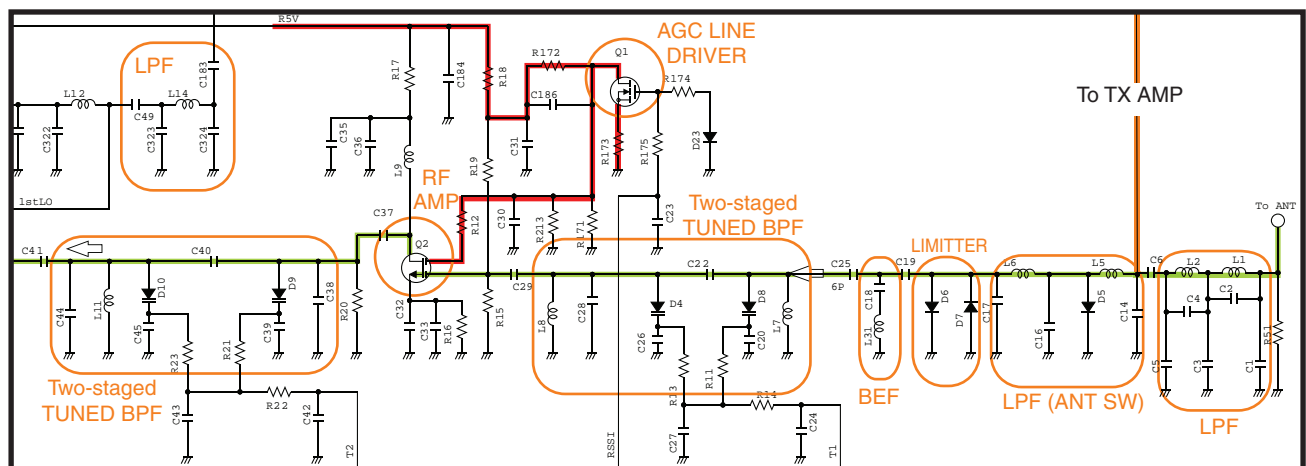 R5V
AGC LINE
DRIVER
LPF
C183
R17
C184
R18
R172
Q1
R174
To TX AMP
L12
C49
L14
C186
C322
C323
C324
C35
C36
C31
R173
R175
D23
L9
R19
1stLO
RF
AMP
C37
R12
C30
R213
R171
C23
Two-staged
TUNED BPF
To ANT
Q2
C41
C40
C29
C22
C25
6P
LIMITTER
C19
L6
L5
C6
L2
L1
D10
D9
C38
R20
C32
C33
R16
R15
L8
C28
D4
D8
L7
C18
L31
D6
D7
C17
C16
D5
C14
C4
C2
R51
C44
L11
C45
C39
C26
C20
C5
C3
C1
R23
R21
R13
R11
Two-staged
TUNED BPF
R22
R14
BEF
LPF (ANT SW)
LPF
C43
C42
T2
RSSI
C27
C24
T1